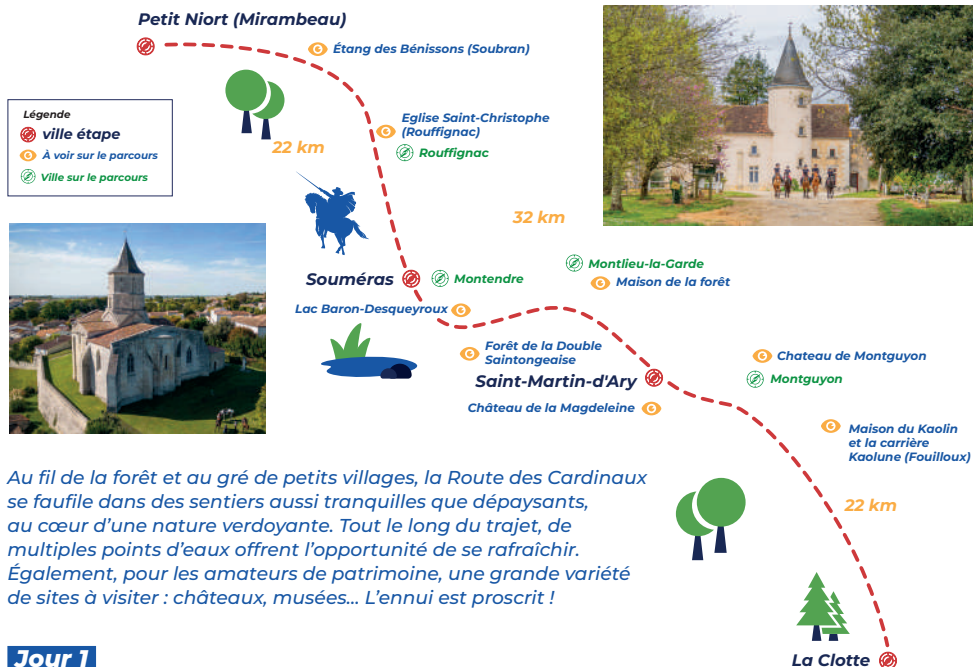 Petit Niort (Mirambeau)
Étang des Bénissons (Soubran)
Légende
ville étape
À voir sur le parcours
Ville sur le parcours
22 km
Eglise Saint-Christophe
(Rouffignac)
Rouffignac
32 km
Souméras
Montendre
Montlieu-la-Garde
Maison de la forêt
Lac Baron-Desqueyroux
Forêt de la Double
Saintongeaise
Saint-Martin-d'Ary
Chateau de Montguyon
Montguyon
Château de la Magdeleine
Maison du Kaolin
et la carrière
Kaolune (Fouilloux)
22 km
Au fil de la forêt et au gré de petits villages, la Route des Cardinaux
se faufile dans des sentiers aussi tranquilles que dépaysants,
au cœur d’une nature verdoyante. Tout le long du trajet, de
multiples points d’eaux offrent l’opportunité de se rafraîchir.
Également, pour les amateurs de patrimoine, une grande variété
de sites à visiter : châteaux, musées... L’ennui est proscrit !
Jour 1
La Clotte